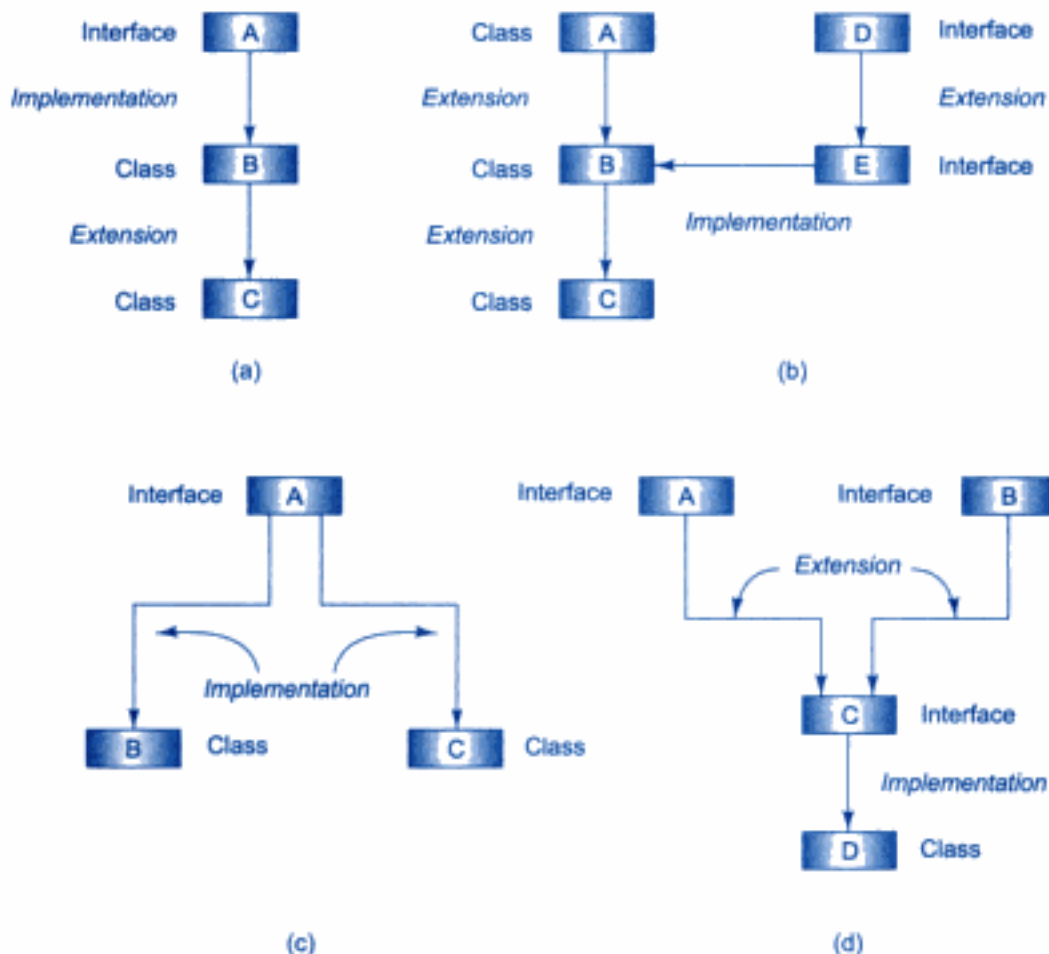 Interface A
Class A D Interface
Implementation
Extension Extension
Class B
Class B E Interface
Extension
Extension Implementation
Class C
Class C
(a)
(b)
Interface A
Interface A Interface B
Extension
Implementation
B Class C Class
C Interface
Implementation
D Class
(c)
(d)